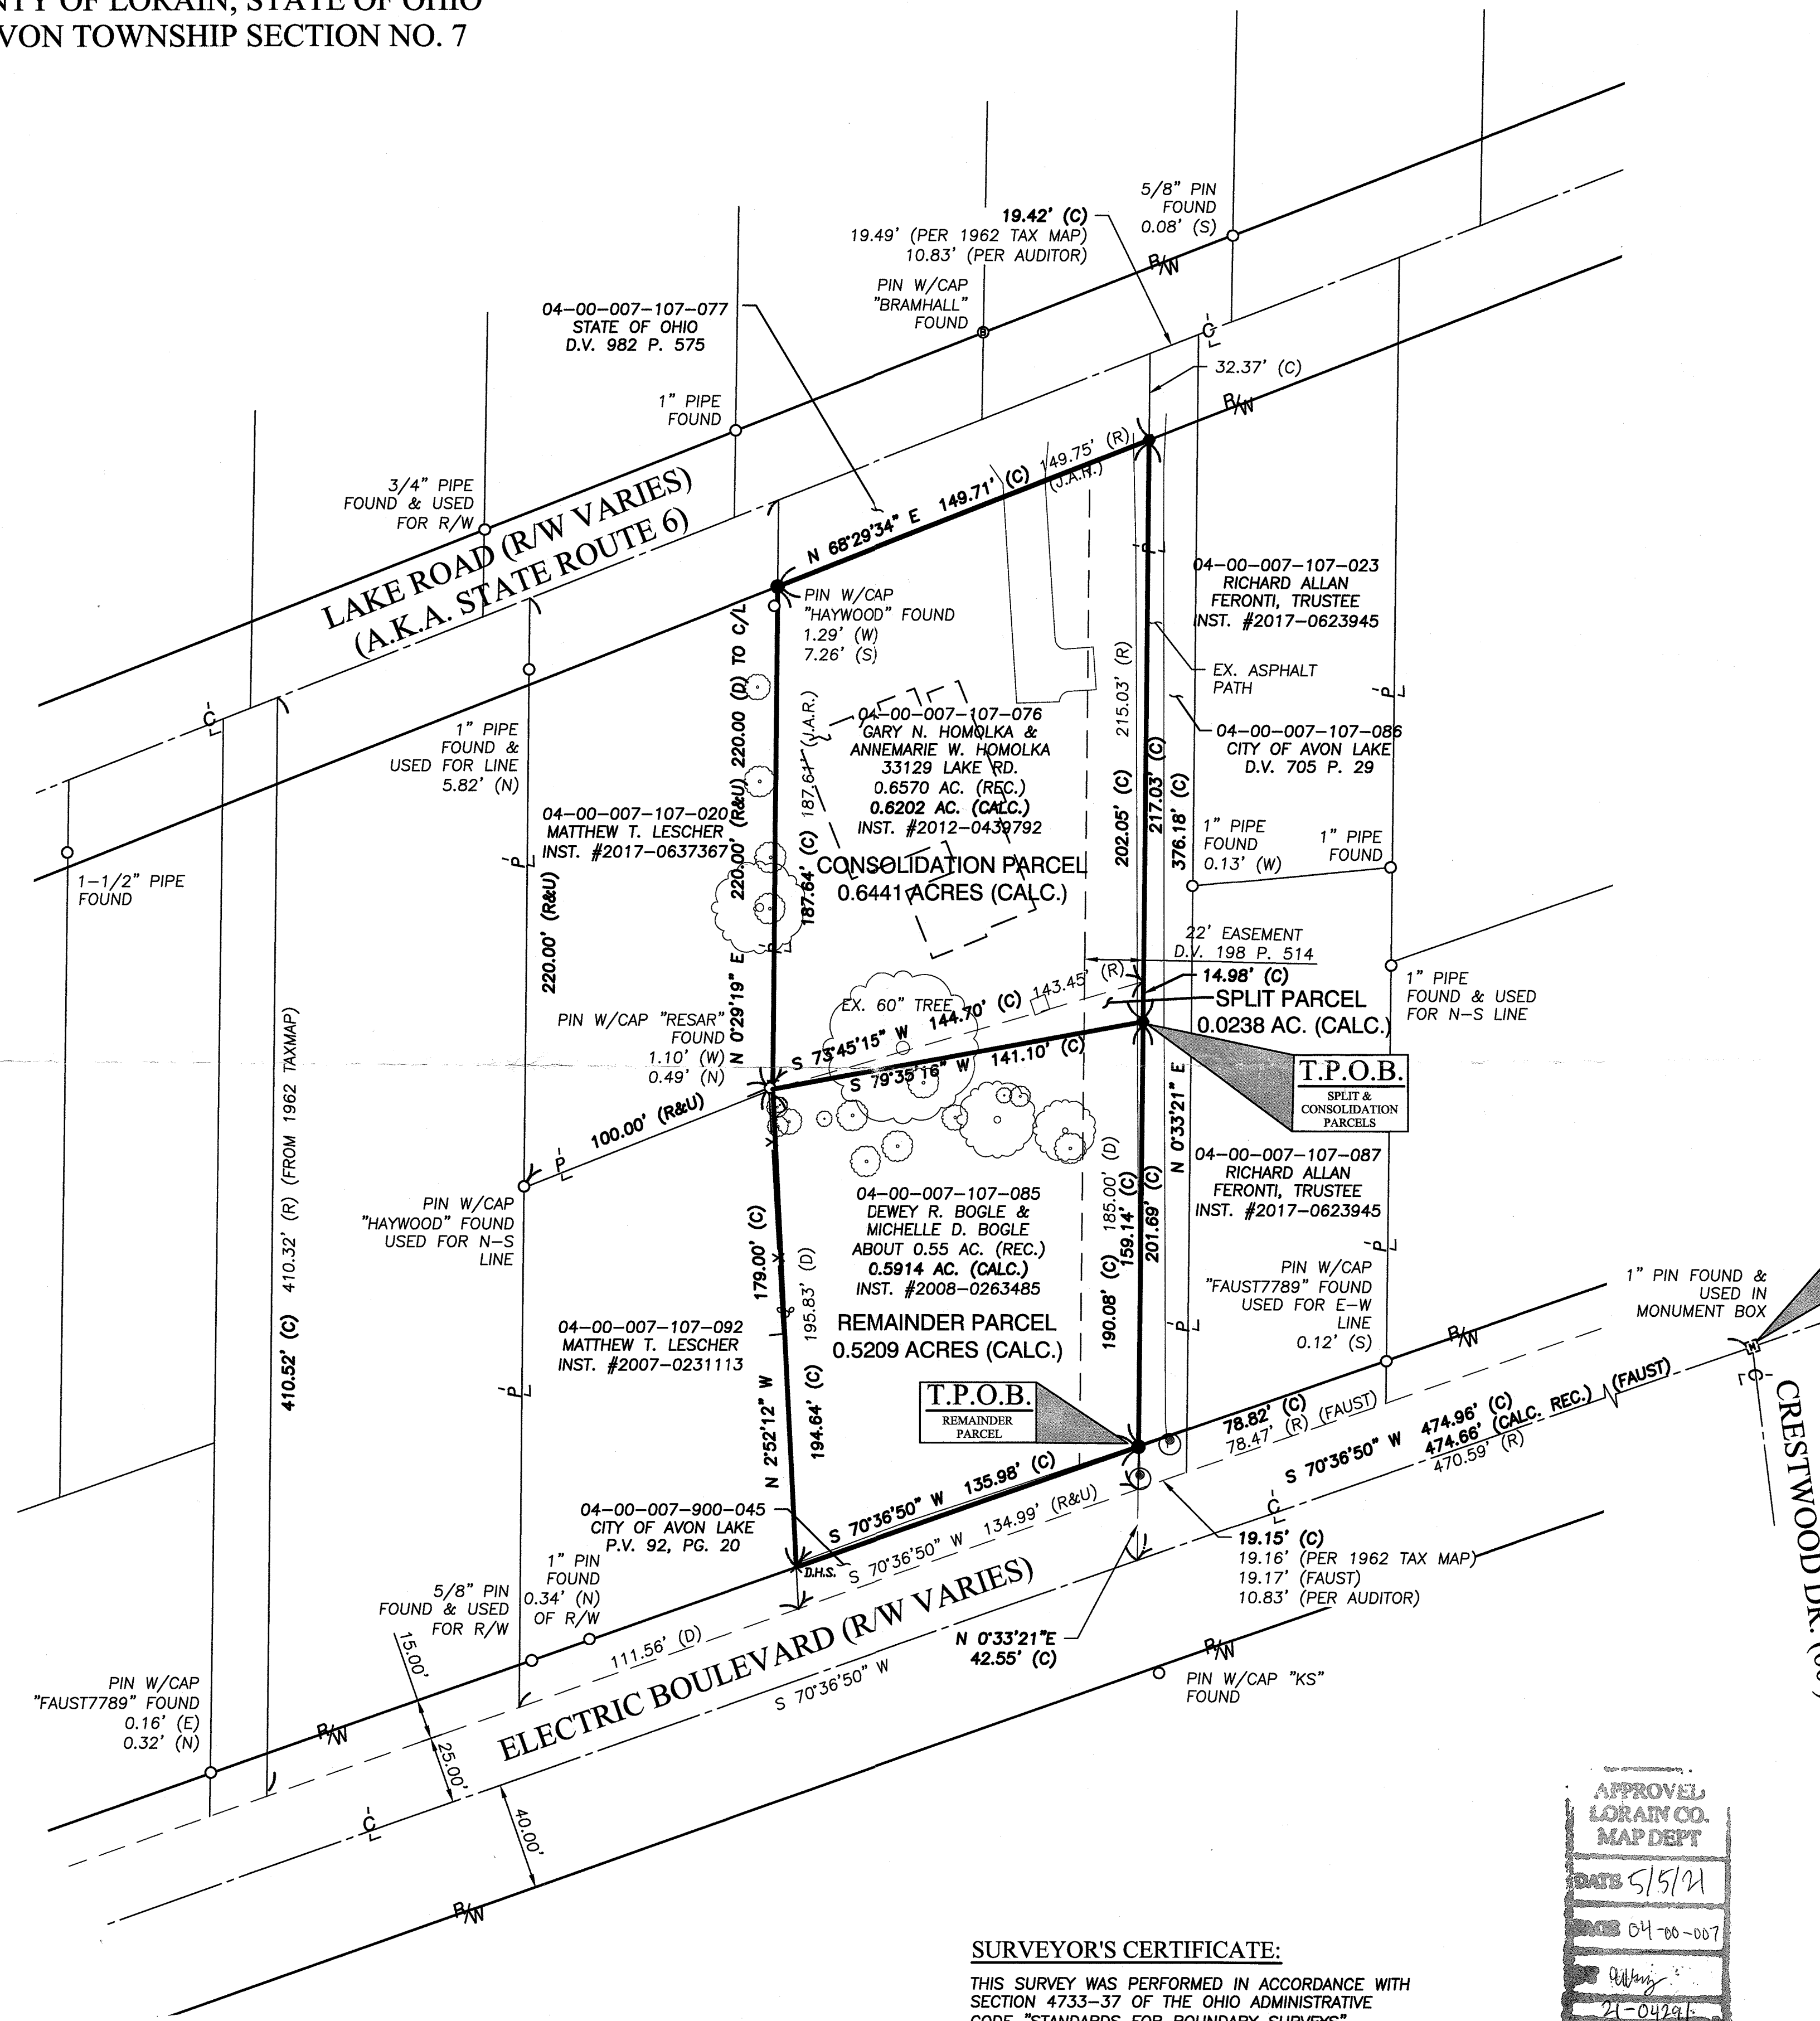 NTY OF LORAIN, STATE OF OHIO
VON TOWNSHIP SECTION NO. 7
5/8" PIN
FOUND
0.08' (S)
19.42' (C)
19.49' (PER 1962 TAX MAP)
10.83' (PER AUDITOR)
R/W
PIN W/CAP
"BRAMHALL"
FOUND
B
04-00-007-107-077
STATE OF OHIO
D.V. 982 P. 575
C
L
32.37' (C)
R/W
1" PIPE
FOUND
3/4" PIPE
FOUND & USED
FOR R/W
LAKE ROAD (R/W VARIES)
(A.K.A. STATE ROUTE 6)
N 68°29'34" E 149.71' (C)
149.75' (R)
(J.A.R.)
PIN W/CAP
"HAYWOOD" FOUND
1.29' (W)
7.26' (S)
04-00-007-107-023
RICHARD ALLAN
FERONTI, TRUSTEE
INST. #2017-0623945
EX. ASPHALT
PATH
P
L
C
L
1" PIPE
FOUND &
USED FOR LINE
5.82' (N)
04-00-007-107-076
GARY N. HOMOLKA &
ANNEMARIE W. HOMOLKA
33129 LAKE RD.
0.6570 AC. (REC.)
0.6202 AC. (CALC.)
INST. #2012-0439792
04-00-007-107-086
CITY OF AVON LAKE
D.V. 705 P. 29
04-00-007-107-020
MATTHEW T. LESCHER
INST. #2017-0637367
CONSOLIDATION PARCEL
0.6441 ACRES (CALC.)
N 0°29'19" E 220.00' (R&U) 220.00 (D) TO C/L
187.64' (C) 187.61' (J.A.R.)
215.03' (R)
202.05' (C)
217.03' (C)
376.18' (C)
1" PIPE
FOUND
0.13' (W)
1" PIPE
FOUND
1-1/2" PIPE
FOUND
220.00' (R&U)
22' EASEMENT
D.V. 198 P. 514
14.98' (C)
SPLIT PARCEL
0.0238 AC. (CALC.)
1" PIPE
FOUND & USED
FOR N-S LINE
EX. 60" TREE
S 73°45'15" W 144.70' (C) 143.45' (R)
S 79°35'16" W 141.10' (C)
PIN W/CAP "RESAR"
FOUND
1.10' (W)
0.49' (N)
T.P.O.B.
SPLIT &
CONSOLIDATION
PARCELS
410.52' (C) 410.32' (R) (FROM 1962 TAXMAP)
100.00' (R&U)
P
L
N 0°33'21" E
PIN W/CAP
"HAYWOOD" FOUND
USED FOR N-S
LINE
04-00-007-107-085
DEWEY R. BOGLE &
MICHELLE D. BOGLE
ABOUT 0.55 AC. (REC.)
0.5914 AC. (CALC.)
INST. #2008-0263485
04-00-007-107-087
RICHARD ALLAN
FERONTI, TRUSTEE
INST. #2017-0623945
179.00' (C)
195.83' (D)
N 2°52'12" W
194.64' (C)
190.08' (C) 185.00' (D)
159.14' (C)
201.69' (C)
REMAINDER PARCEL
0.5209 ACRES (CALC.)
04-00-007-107-092
MATTHEW T. LESCHER
INST. #2007-0231113
PIN W/CAP
"FAUST7789" FOUND
USED FOR E-W
LINE
0.12' (S)
1" PIN FOUND &
USED IN
MONUMENT BOX
R/W
M
C
L
CRESTWOOD DR.
T.P.O.B.
REMAINDER
PARCEL
78.82' (C)
78.47' (R) (FAUST)
S 70°36'50" W 474.96' (C)
474.66' (CALC. REC.) (FAUST)
470.59' (R)
C
L
S 70°36'50" W 135.98' (C)
S 70°36'50" W 134.99' (R&U)
D.H.S.
04-00-007-900-045
CITY OF AVON LAKE
P.V. 92, PG. 20
19.15' (C)
19.16' (PER 1962 TAX MAP)
19.17' (FAUST)
10.83' (PER AUDITOR)
1" PIN
FOUND
0.34' (N)
OF R/W
5/8" PIN
FOUND & USED
FOR R/W
111.56' (D)
ELECTRIC BOULEVARD (R/W VARIES)
S 70°36'50" W
N 0°33'21"E
42.55' (C)
R/W
PIN W/CAP "KS"
FOUND
PIN W/CAP
"FAUST7789" FOUND
0.16' (E)
0.32' (N)
15.00'
25.00'
40.00'
R/W
C
L
R/W
APPROVED
LORAIN CO.
MAP DEPT
DATE 5/5/21
04-00-007
21-0429
SURVEYOR'S CERTIFICATE:
THIS SURVEY WAS PERFORMED IN ACCORDANCE WITH
SECTION 4733-37 OF THE OHIO ADMINISTRATIVE
CODE "STANDARDS FOR BOUNDARY SURVEYS"